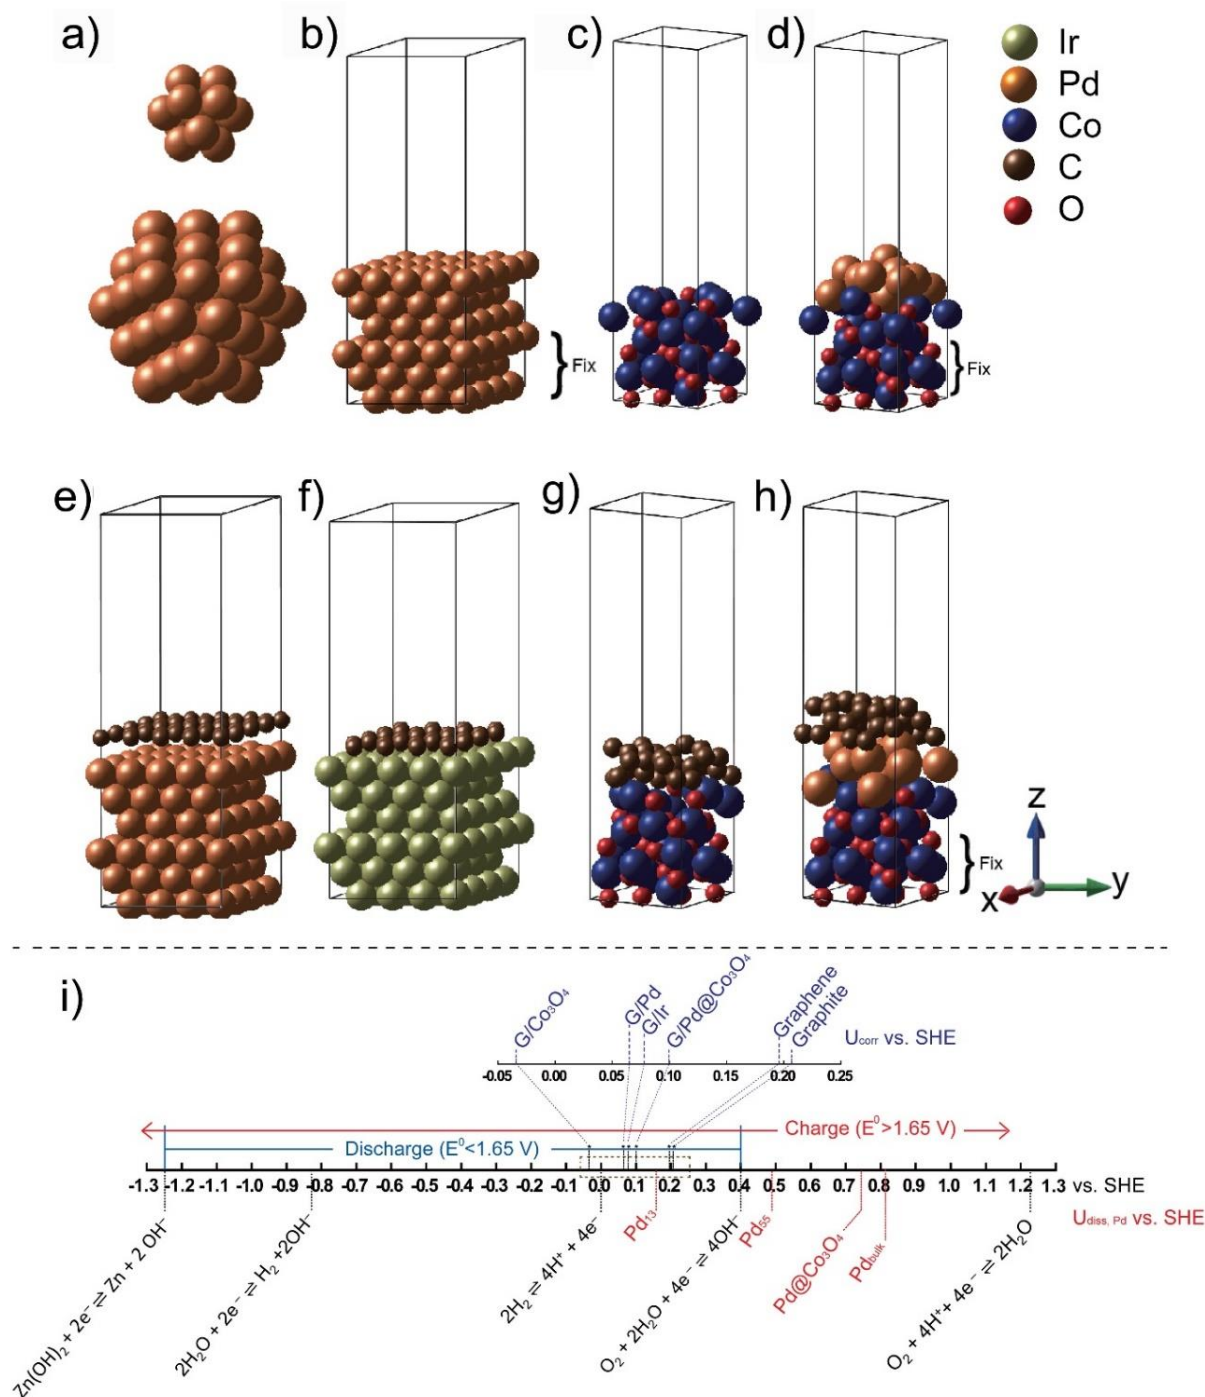 a)
b)
c)
d)
Ir
Pd
Co
C
O
Fix
Fix
e)
f)
g)
h)
Fix
z
y
x
i)
G/Co₃O₄
G/Pd
G/Ir
G/Pd@Co₃O₄
Graphene
Graphite
U_corr vs. SHE
-0.05 0.00 0.05 0.10 0.15 0.20 0.25
Charge (E⁰>1.65 V)
Discharge (E⁰<1.65 V)
-1.3 -1.2 -1.1 -1.0 -0.9 -0.8 -0.7 -0.6 -0.5 -0.4 -0.3 -0.2 -0.1 0.0 0.1 0.2 0.3 0.4 0.5 0.6 0.7 0.8 0.9 1.0 1.1 1.2 1.3 vs. SHE
U_diss, Pd vs. SHE
Zn(OH)₂ + 2e⁻ ⇌ Zn + 2 OH⁻
2H₂O + 2e⁻ ⇌ H₂ +2OH⁻
2H₂ ⇌ 4H⁺ + 4e⁻
Pd₁₃
O₂ + 2H₂O + 4e⁻ ⇌ 4OH⁻
Pd₅₅
Pd@Co₃O₄
Pd_bulk
O₂ + 4H⁺+ 4e⁻ ⇌ 2H₂O